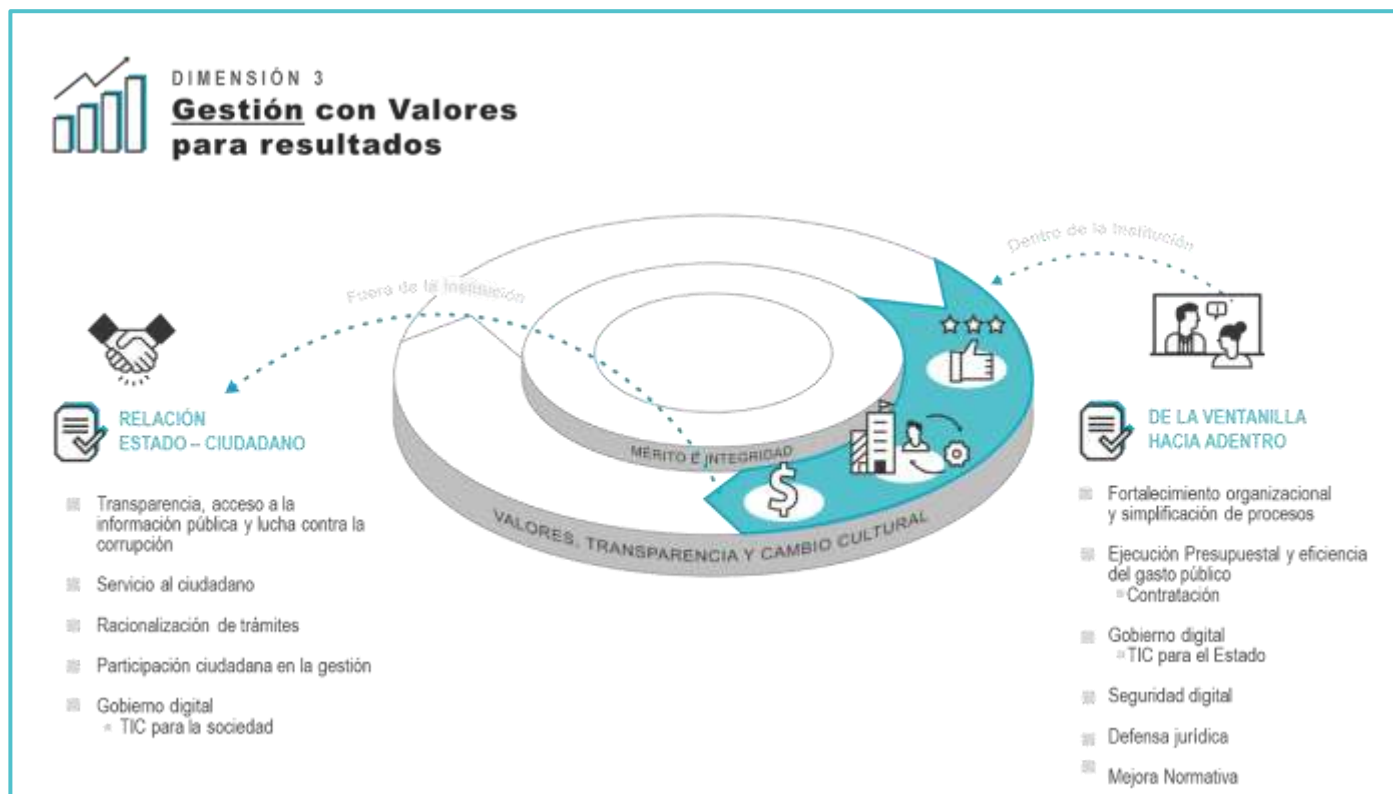 DIMENSIÓN 3
Gestión con Valores
para resultados
Fuera de la Institución
Dentro de la Institución
RELACIÓN
ESTADO – CIUDADANO
Transparencia, acceso a la
información pública y lucha contra la
corrupción
Servicio al ciudadano
Racionalización de trámites
Participación ciudadana en la gestión
Gobierno digital
TIC para la sociedad
$
MÉRITO E INTEGRIDAD
VALORES, TRANSPARENCIA Y CAMBIO CULTURAL
DE LA VENTANILLA
HACIA ADENTRO
Fortalecimiento organizacional
y simplificación de procesos
Ejecución Presupuestal y eficiencia
del gasto público
Contratación
Gobierno digital
TIC para el Estado
Seguridad digital
Defensa jurídica
Mejora Normativa